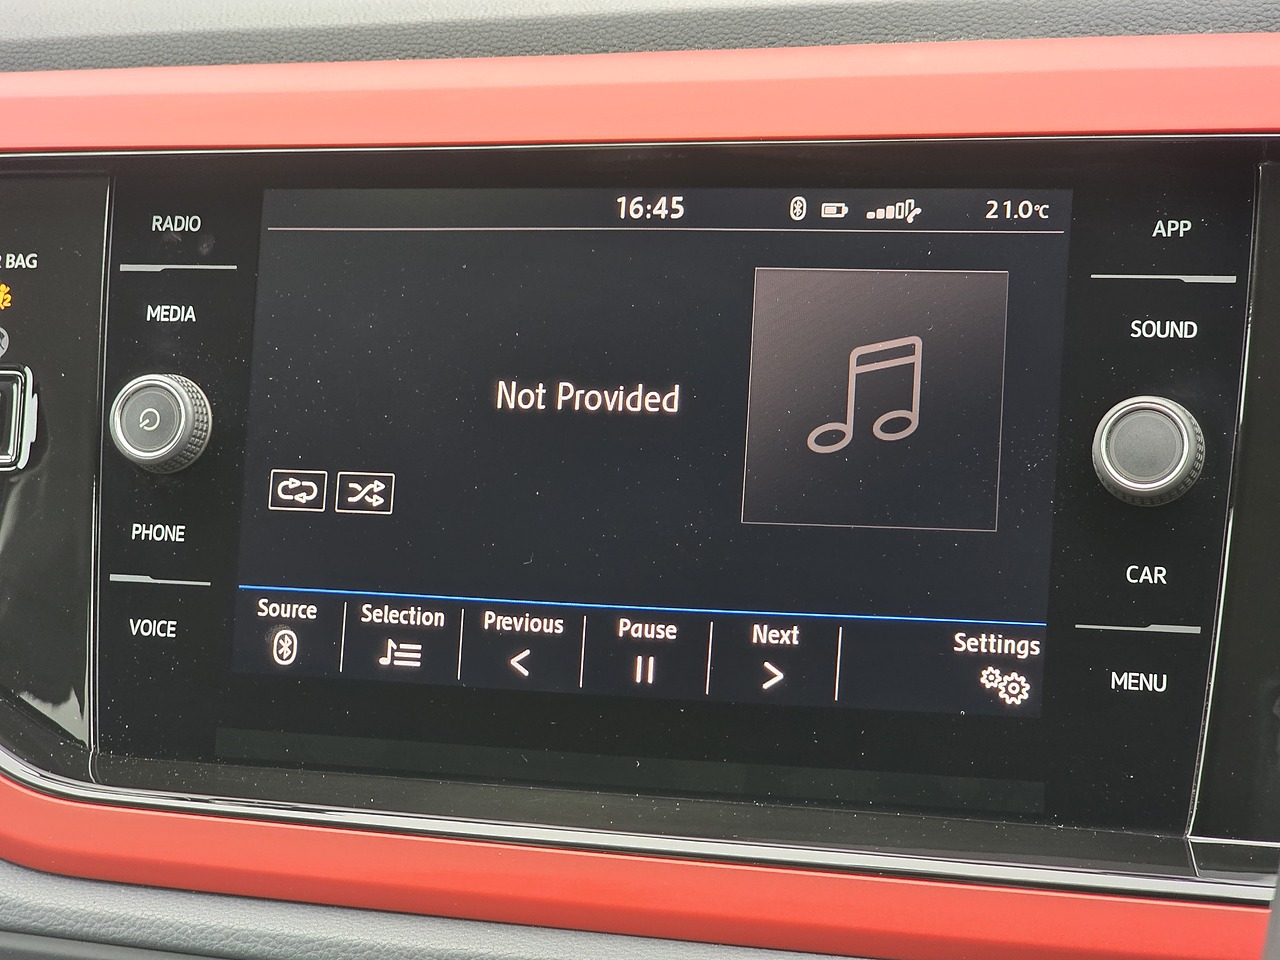 16:45
21.0°C
RADIO
MEDIA
PHONE
VOICE
BAG
2
Not Provided
Source
Selection
Previous
Pause
Next
Settings
APP
SOUND
CAR
MENU